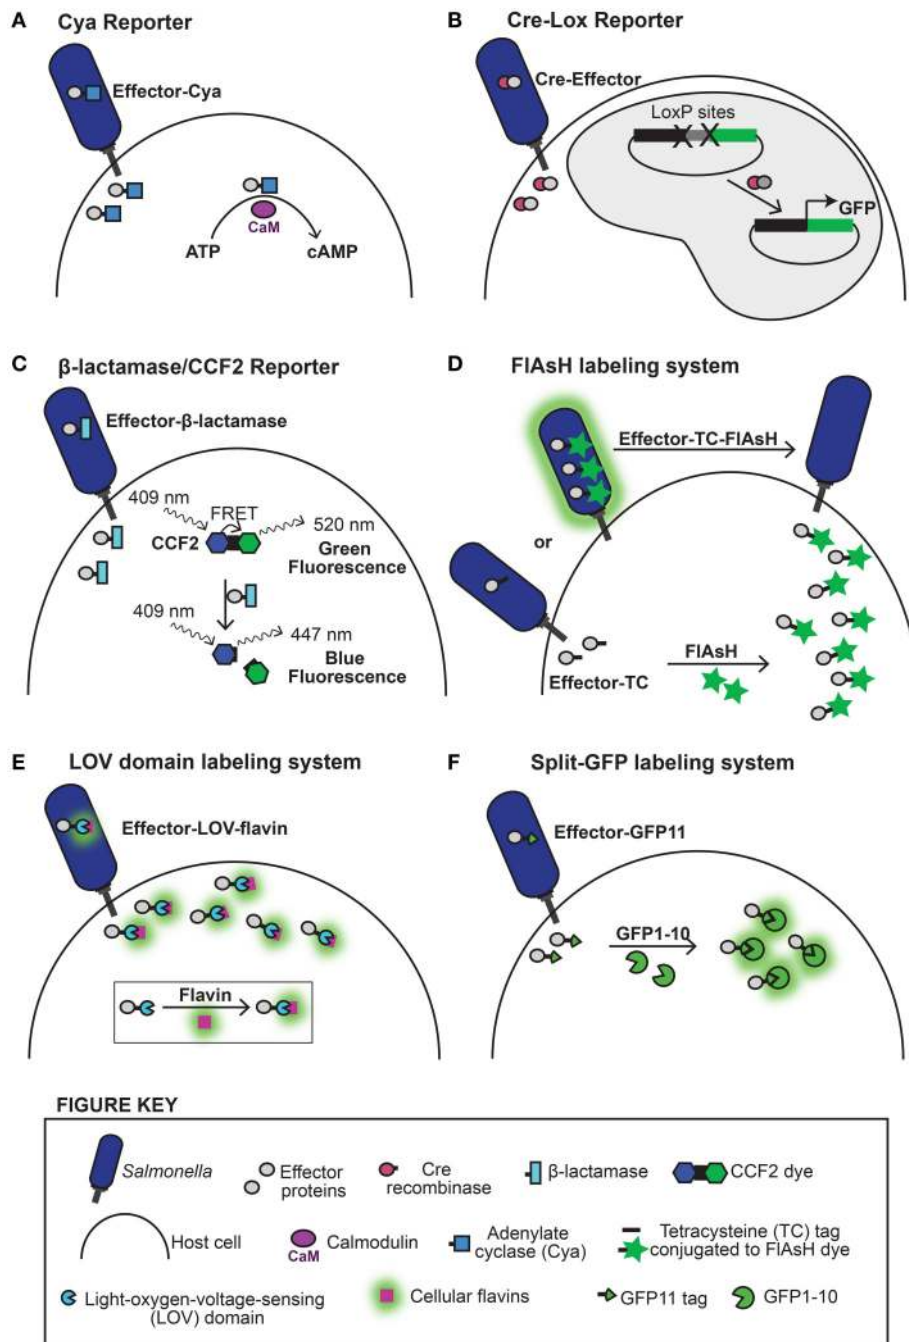 A Cya Reporter
Effector-Cya
CaM
ATP cAMP
B Cre-Lox Reporter
Cre-Effector
LoxP sites
GFP
C β-lactamase/CCF2 Reporter
Effector-β-lactamase
409 nm
FRET
CCF2
520 nm
Green
Fluorescence
409 nm
447 nm
Blue
Fluorescence
D FlAsH labeling system
Effector-TC-FlAsH
or
Effector-TC
FlAsH
E LOV domain labeling system
Effector-LOV-flavin
Flavin
F Split-GFP labeling system
Effector-GFP11
GFP1-10
FIGURE KEY
Salmonella
Effector
proteins
Cre
recombinase
β-lactamase
CCF2 dye
Host cell
CaM
Calmodulin
Adenylate
cyclase (Cya)
Tetracysteine (TC) tag
conjugated to FlAsH dye
Light-oxygen-voltage-sensing
(LOV) domain
Cellular flavins
GFP11 tag
GFP1-10